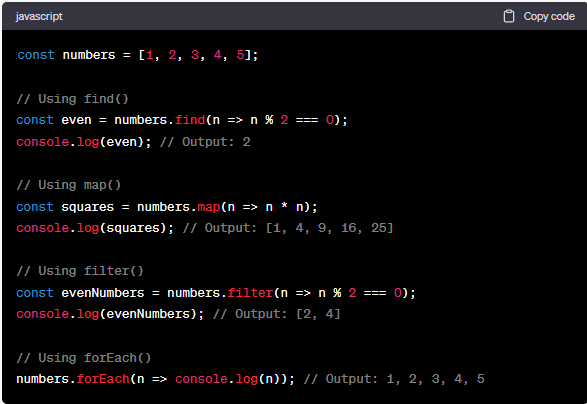 javascript Copy code
const numbers = [1, 2, 3, 4, 5];
// Using find()
const even = numbers.find(n => n % 2 === 0);
console.log(even); // Output: 2
// Using map()
const squares = numbers.map(n => n * n);
console.log(squares); // Output: [1, 4, 9, 16, 25]
// Using filter()
const evenNumbers = numbers.filter(n => n % 2 === 0);
console.log(evenNumbers); // Output: [2, 4]
// Using forEach()
numbers.forEach(n => console.log(n)); // Output: 1, 2, 3, 4, 5